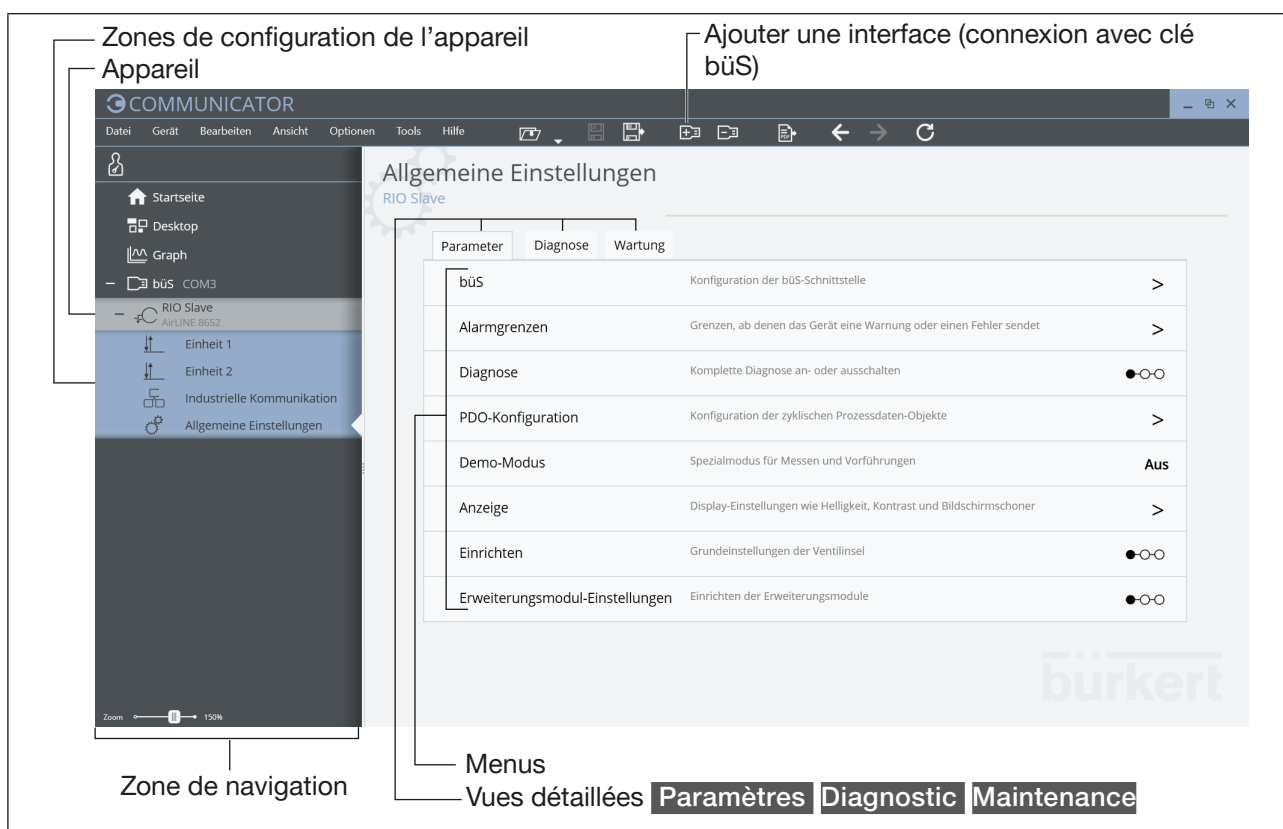 Zones de configuration de l’appareil
Appareil
Ajouter une interface (connexion avec clé
büS)
COMMUNICATOR
Datei Gerät Bearbeiten Ansicht Optionen Tools Hilfe
PDF
Startseite
Desktop
Graph
büS COM3
RIO Slave
AirLINE 8652
Einheit 1
Einheit 2
Industrielle Kommunikation
Allgemeine Einstellungen
Zoom 150%
Allgemeine Einstellungen
RIO Slave
Parameter Diagnose Wartung
büS Konfiguration der büS-Schnittstelle >
Alarmgrenzen Grenzen, ab denen das Gerät eine Warnung oder einen Fehler sendet >
Diagnose Komplette Diagnose an- oder ausschalten
PDO-Konfiguration Konfiguration der zyklischen Prozessdaten-Objekte >
Demo-Modus Spezialmodus für Messen und Vorführungen Aus
Anzeige Display-Einstellungen wie Helligkeit, Kontrast und Bildschirmschoner >
Einrichten Grundeinstellungen der Ventilinsel
Erweiterungsmodul-Einstellungen Einrichten der Erweiterungsmodule
bürkert
Zone de navigation
Menus
Vues détaillées Paramètres Diagnostic Maintenance